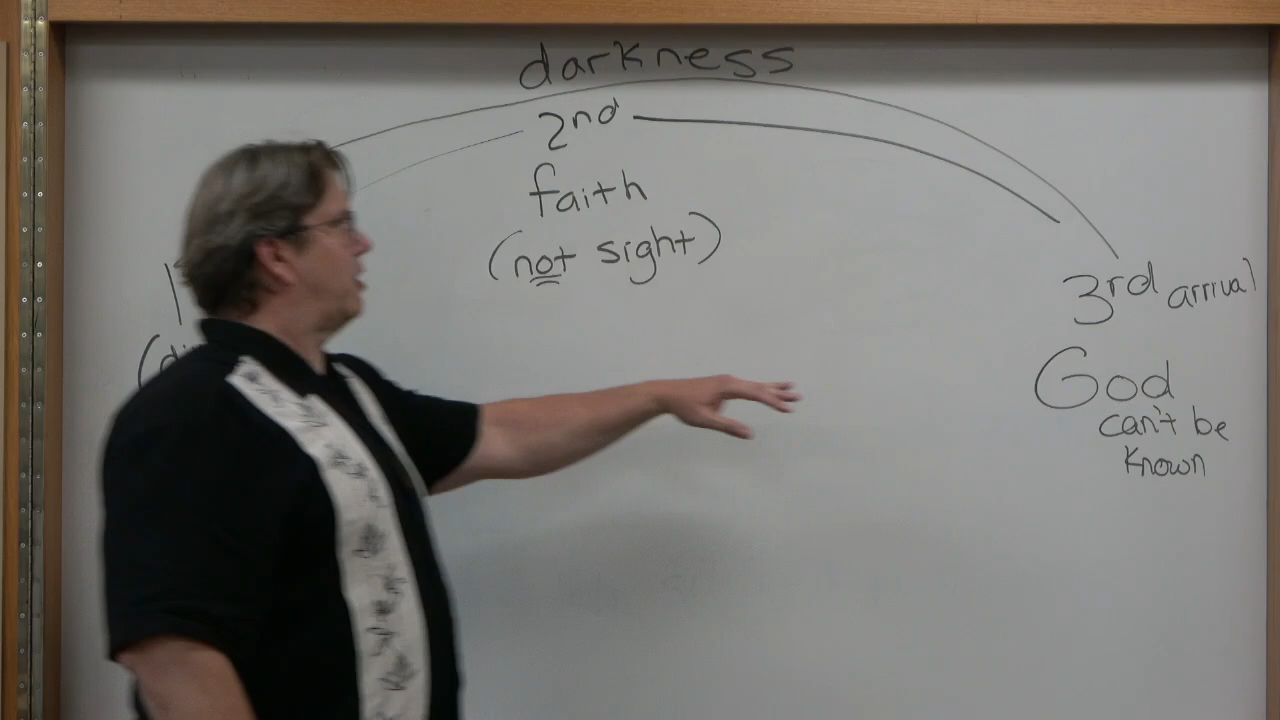 darkness
2nd
faith
(not sight)
3rd arrival
God
can't be
known